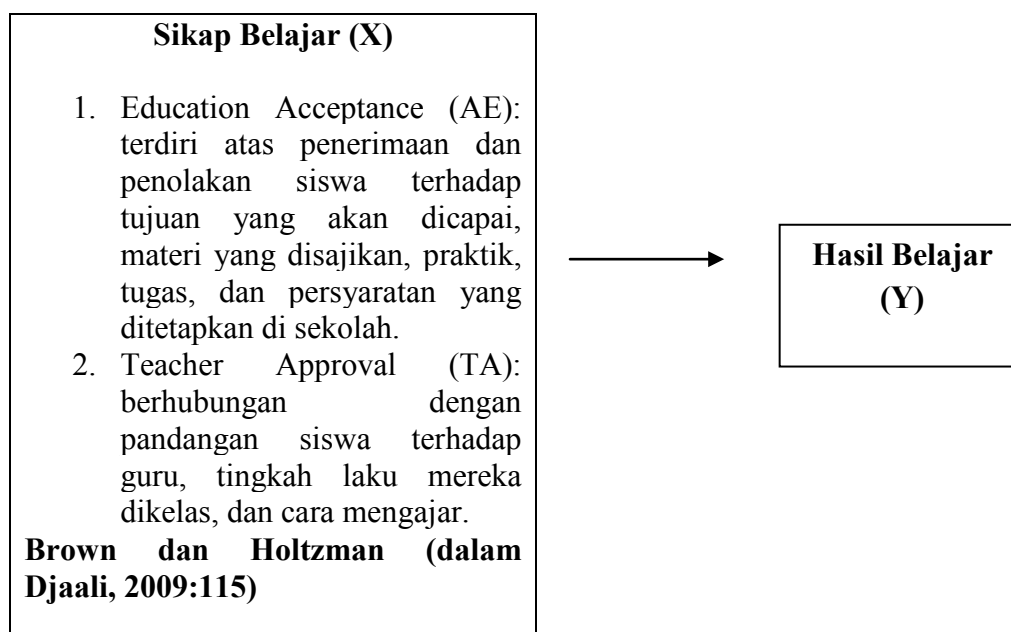 Sikap Belajar (X)
1. Education Acceptance (AE):
terdiri atas penerimaan dan
penolakan siswa terhadap
tujuan yang akan dicapai,
materi yang disajikan, praktik,
tugas, dan persyaratan yang
ditetapkan di sekolah.
2. Teacher Approval (TA):
berhubungan dengan
pandangan siswa terhadap
guru, tingkah laku mereka
dikelas, dan cara mengajar.
Brown dan Holtzman (dalam
Djaali, 2009:115)
Hasil Belajar
(Y)